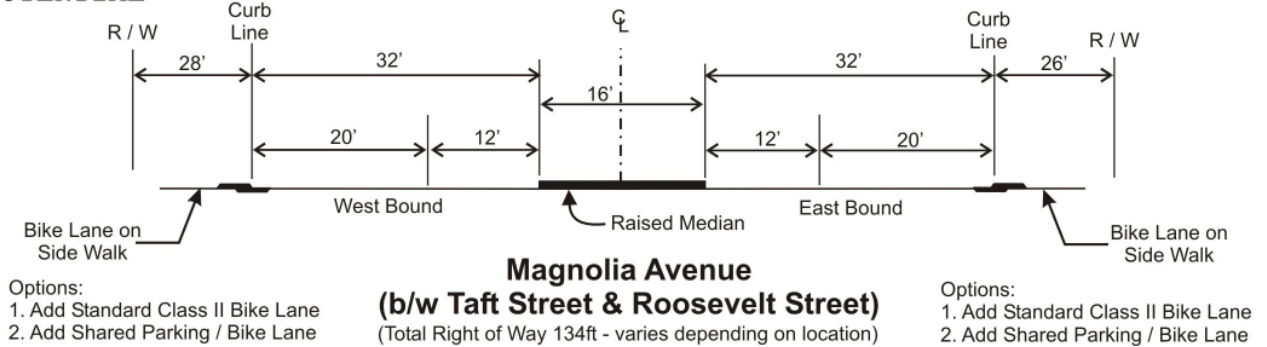 R / W
Curb
Line
℄
Curb
Line
R / W
28’
32’
16’
32’
26’
20’
12’
12’
20’
West Bound
East Bound
Raised Median
Bike Lane on
Side Walk
Bike Lane on
Side Walk
Options:
1. Add Standard Class II Bike Lane
2. Add Shared Parking / Bike Lane
Magnolia Avenue
(b/w Taft Street & Roosevelt Street)
(Total Right of Way 134ft - varies depending on location)
Options:
1. Add Standard Class II Bike Lane
2. Add Shared Parking / Bike Lane